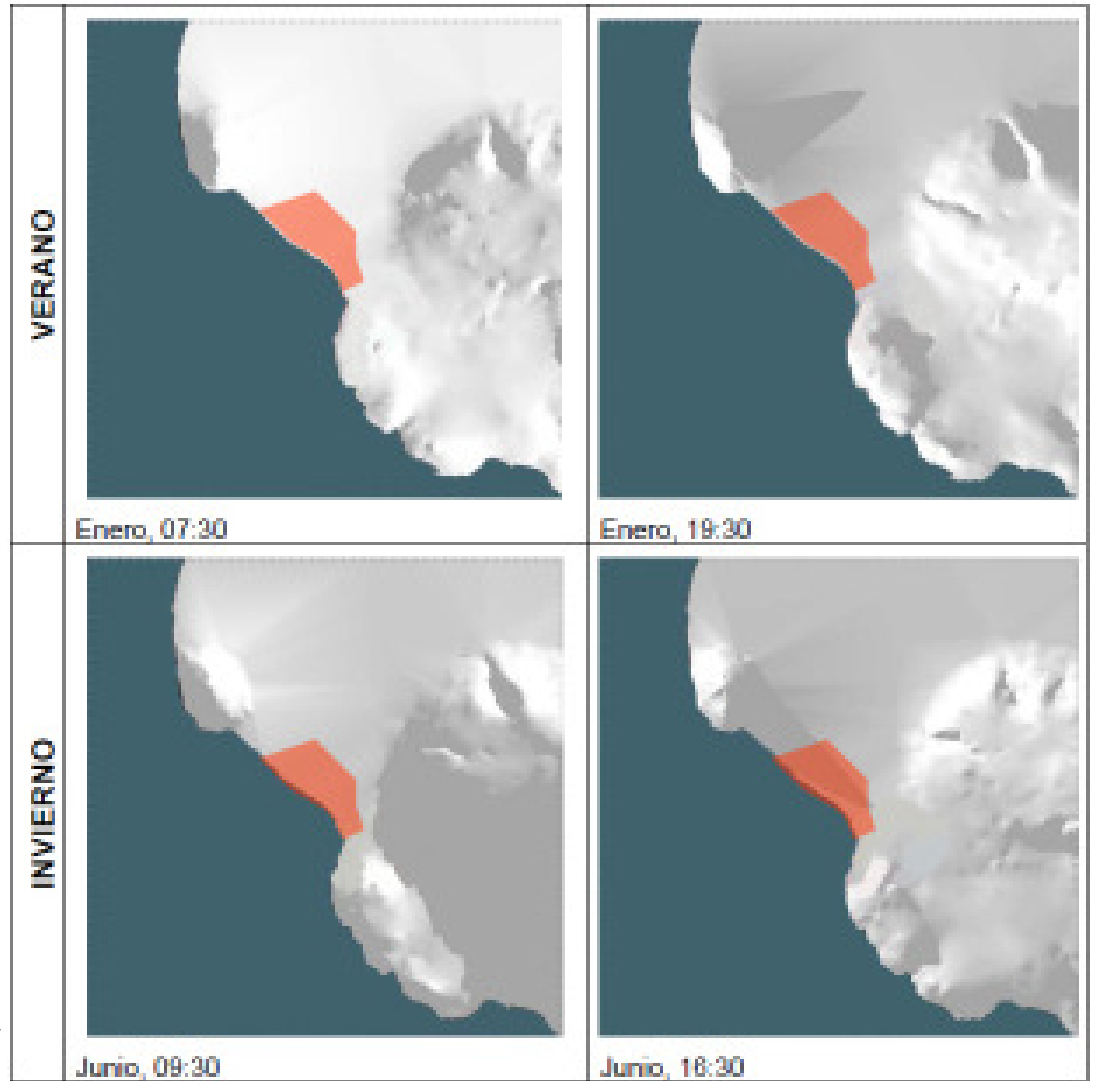 VERANO
Enero, 07:30
Enero, 19:30
INVIERNO
Junio, 09:30
Junio, 16:30